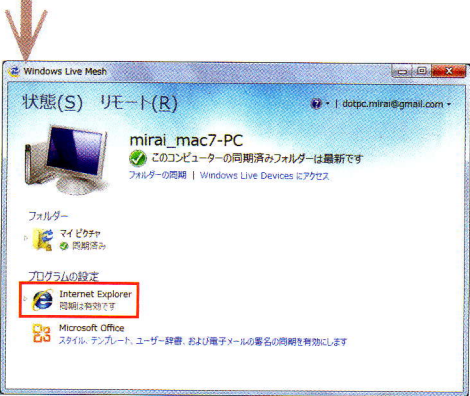 Windows Live Mesh
状態(S) リモート(R)
dotpc.mirai@gmail.com
mirai_mac7-PC
このコンピューターの同期済みフォルダーは最新です
フォルダーの同期 | Windows Live Devices にアクセス
フォルダー
マイ ピクチャ
同期済み
プログラムの設定
Internet Explorer
同期は有効です
Microsoft Office
スタイル、テンプレート、ユーザー辞書、および電子メールの署名の同期を有効にします